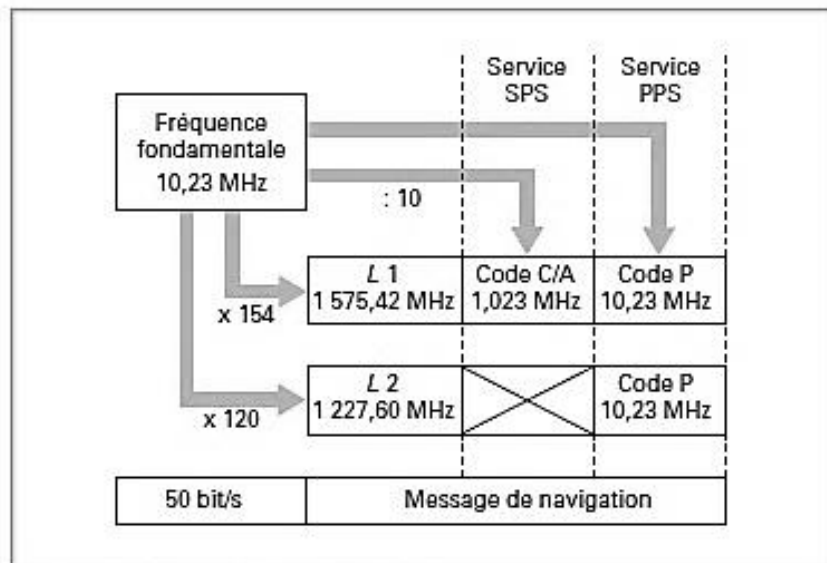 Service
SPS
Service
PPS
Fréquence
fondamentale
10,23 MHz
: 10
L 1
1 575,42 MHz
Code C/A
1,023 MHz
Code P
10,23 MHz
x 154
L 2
1 227,60 MHz
Code P
10,23 MHz
x 120
50 bit/s
Message de navigation